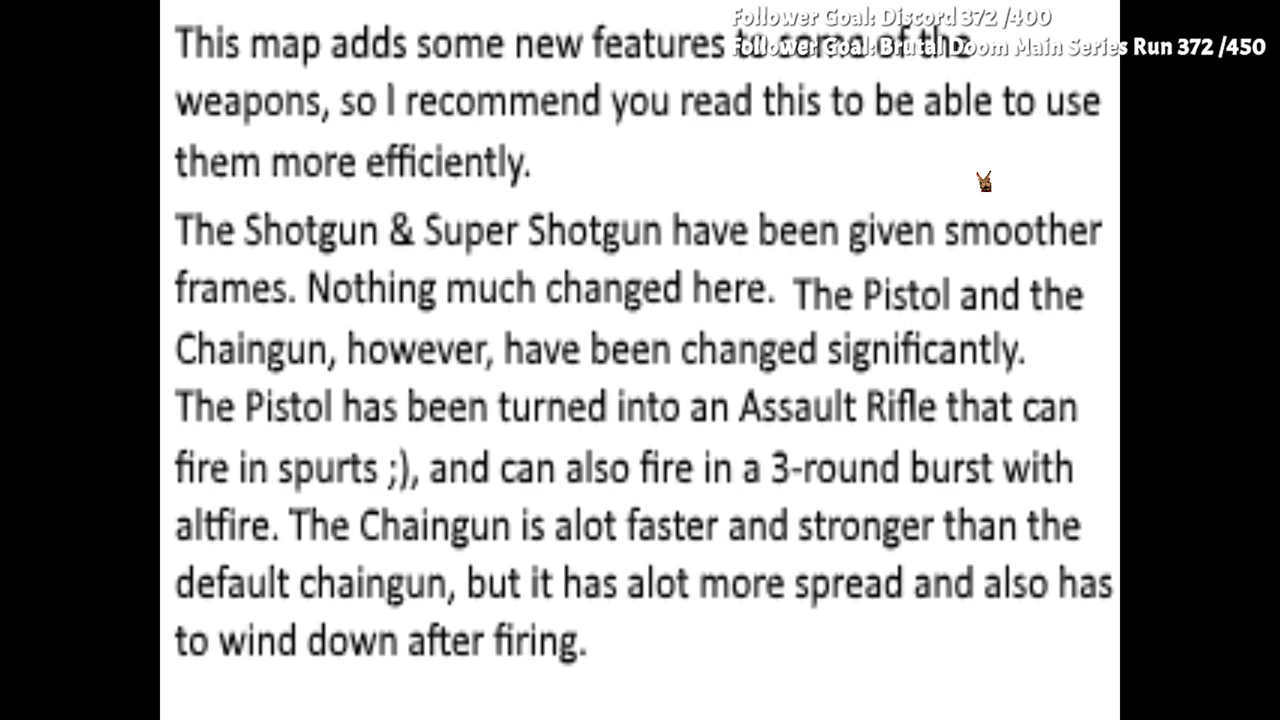 Follower Goal: Discord 372 /400
Follower Goal: Brutal Doom Main Series Run 372 /450
This map adds some new features to some of the
weapons, so I recommend you read this to be able to use
them more efficiently.
The Shotgun & Super Shotgun have been given smoother
frames. Nothing much changed here. The Pistol and the
Chaingun, however, have been changed significantly.
The Pistol has been turned into an Assault Rifle that can
fire in spurts ;), and can also fire in a 3-round burst with
altfire. The Chaingun is alot faster and stronger than the
default chaingun, but it has alot more spread and also has
to wind down after firing.